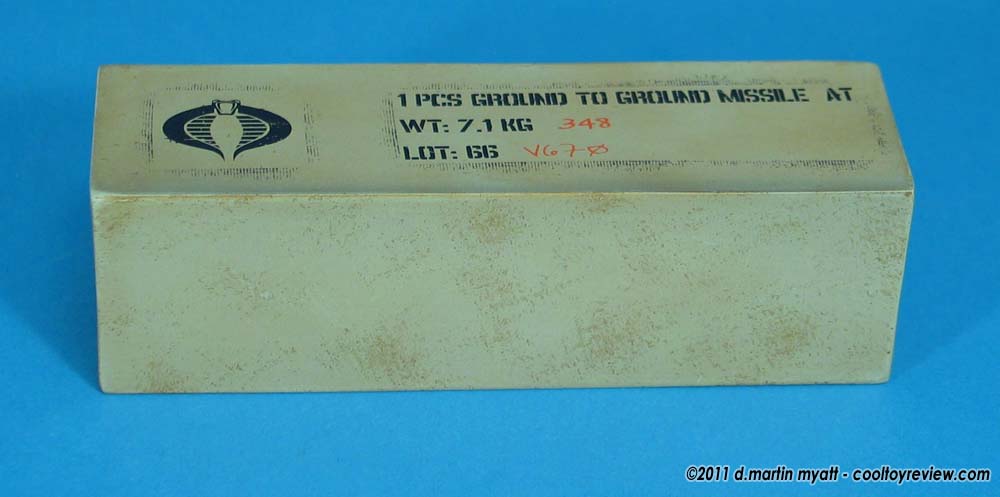 1 PCS GROUND TO GROUND MISSILE AT
WT: 7.1 KG 348
LOT: 66 V670
©2011 d.martin myatt - cooltoyreview.com